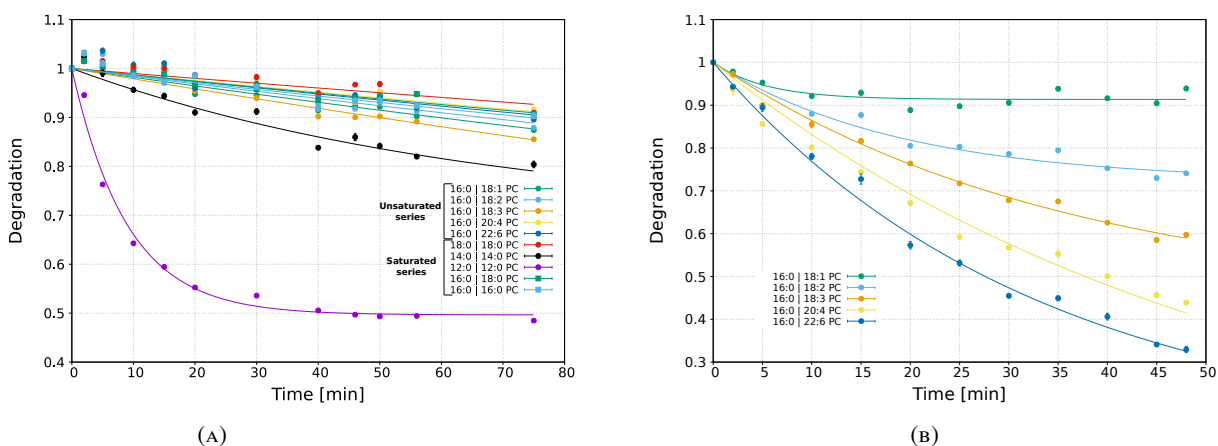 1.1
1
0.9
0.8
0.7
0.6
0.5
0.4
Degradation
0 10 20 30 40 50 60 70 80
Time [min]
Unsaturated
series
Saturated
series
16:0 | 18:1 PC
16:0 | 18:2 PC
16:0 | 18:3 PC
16:0 | 20:4 PC
16:0 | 22:6 PC
18:0 | 18:0 PC
14:0 | 14:0 PC
12:0 | 12:0 PC
16:0 | 18:0 PC
16:0 | 16:0 PC
(A)
1.1
1
0.9
0.8
0.7
0.6
0.5
0.4
0.3
Degradation
0 5 10 15 20 25 30 35 40 45 50
Time [min]
16:0 | 18:1 PC
16:0 | 18:2 PC
16:0 | 18:3 PC
16:0 | 20:4 PC
16:0 | 22:6 PC
(B)